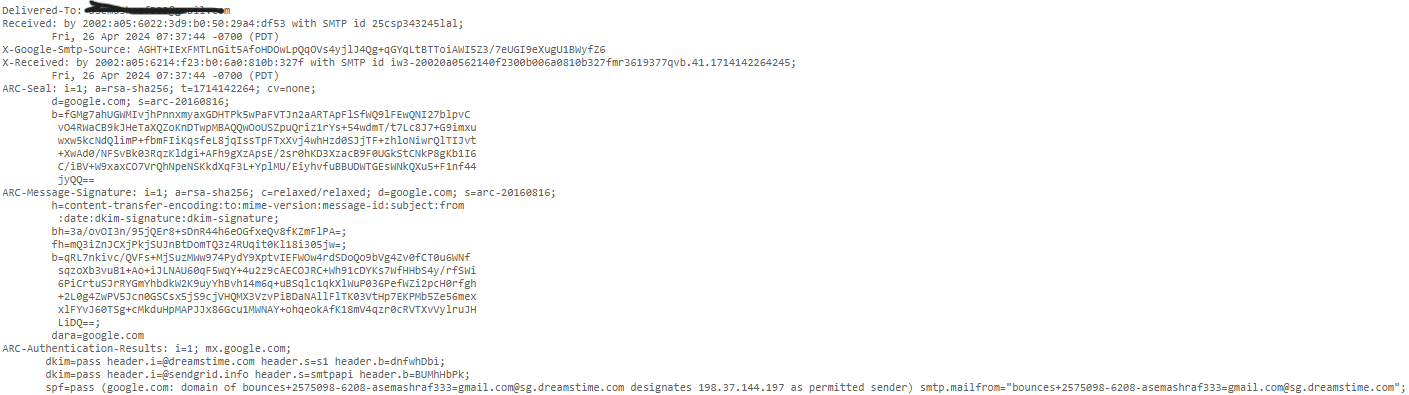 Delivered-To: @gmail.com
Received: by 2002:a05:6022:3d9:b0:50:29a4:df53 with SMTP id 25csp343245lal;
Fri, 26 Apr 2024 07:37:44 -0700 (PDT)
X-Google-Smtp-Source: AGHT+IExFMTLnGit5AfoHDOwLpQqOVs4yjlJ4Qg+qGYqLtBTToiAWI5Z3/7eUGI9eXugU1BWyfZ6
X-Received: by 2002:a05:6214:f23:b0:6a0:810b:327f with SMTP id iw3-20020a0562140f2300b006a0810b327fmr3619377qvb.41.1714142264245;
Fri, 26 Apr 2024 07:37:44 -0700 (PDT)
ARC-Seal: i=1; a=rsa-sha256; t=1714142264; cv=none;
d=google.com; s=arc-20160816;
b=fGMg7ahUGWMIvjhPnnxmyaxGDHTPk5wPaFVTJn2aARTApFlSfWQ9lFEwQNI27blpvC
vO4RWaCB9kJHeTaXQZoKnDTwpMBAQQwOoUSZpuQriz1rYs+54wdmT/t7Lc8J7+G9imxu
wxw5kcNdQlimP+fbmFIiKqsfeL8jqIssTpFTxXvj4whHzd0SJjTF+zhloNiwrQlTIJvt
+XwAd0/NFSvBk03RqzKldgi+AFh9gXzApsE/2sr0hKD3XzacB9F0UGkStCNkP8gKb1I6
C/iBV+W9xaxCO7VrQhNpeNSKkdXqF3L+YplMU/EiyhvfuBBUDWTGEsWNkQXu5+F1nf44
jyQQ==
ARC-Message-Signature: i=1; a=rsa-sha256; c=relaxed/relaxed; d=google.com; s=arc-20160816;
h=content-transfer-encoding:to:mime-version:message-id:subject:from
:date:dkim-signature:dkim-signature;
bh=3a/ovOI3n/95jQEr8+sDnR44h6eOGfxeQv8fKZmFlPA=;
fh=mQ3iZnJCXjPkjSUJnBtDomTQ3z4RUqit0Kl18i305jw=;
b=qRL7nkivc/QVFs+MjSuzMWw974PydY9XptvIEFWOw4rdSDoQo9bVg4Zv0fCT0u6WNf
sqzoXb3vuB1+Ao+iJLNAU60qF5wqY+4u2z9cAECOJRC+Wh91cDYKs7WfHHbS4y/rfSWi
6PiCrtuSJrRYGmYhbdkW2K9uyYhBvh14m6q+uBSqlc1qkXlWuP036PefWZi2pcH0rfgh
+2L0g4ZwPV5Jcn0GSCsx5jS9cjVHQMX3VzvPiBDaNAllFlTK03VtHp7EKPMb5Ze56mex
xlFYvJ60TSg+cMkduHpMAPJJx86Gcu1MWNAY+ohqeokAfK18mV4qzr0cRVTXvVylruJH
LiDQ==;
dara=google.com
ARC-Authentication-Results: i=1; mx.google.com;
dkim=pass header.i=@dreamstime.com header.s=s1 header.b=dnfwhDbi;
dkim=pass header.i=@sendgrid.info header.s=smtpapi header.b=BUMhHbPk;
spf=pass (google.com: domain of bounces+2575098-6208-asemashraf333=gmail.com@sg.dreamstime.com designates 198.37.144.197 as permitted sender) smtp.mailfrom="bounces+2575098-6208-asemashraf333=gmail.com@sg.dreamstime.com";